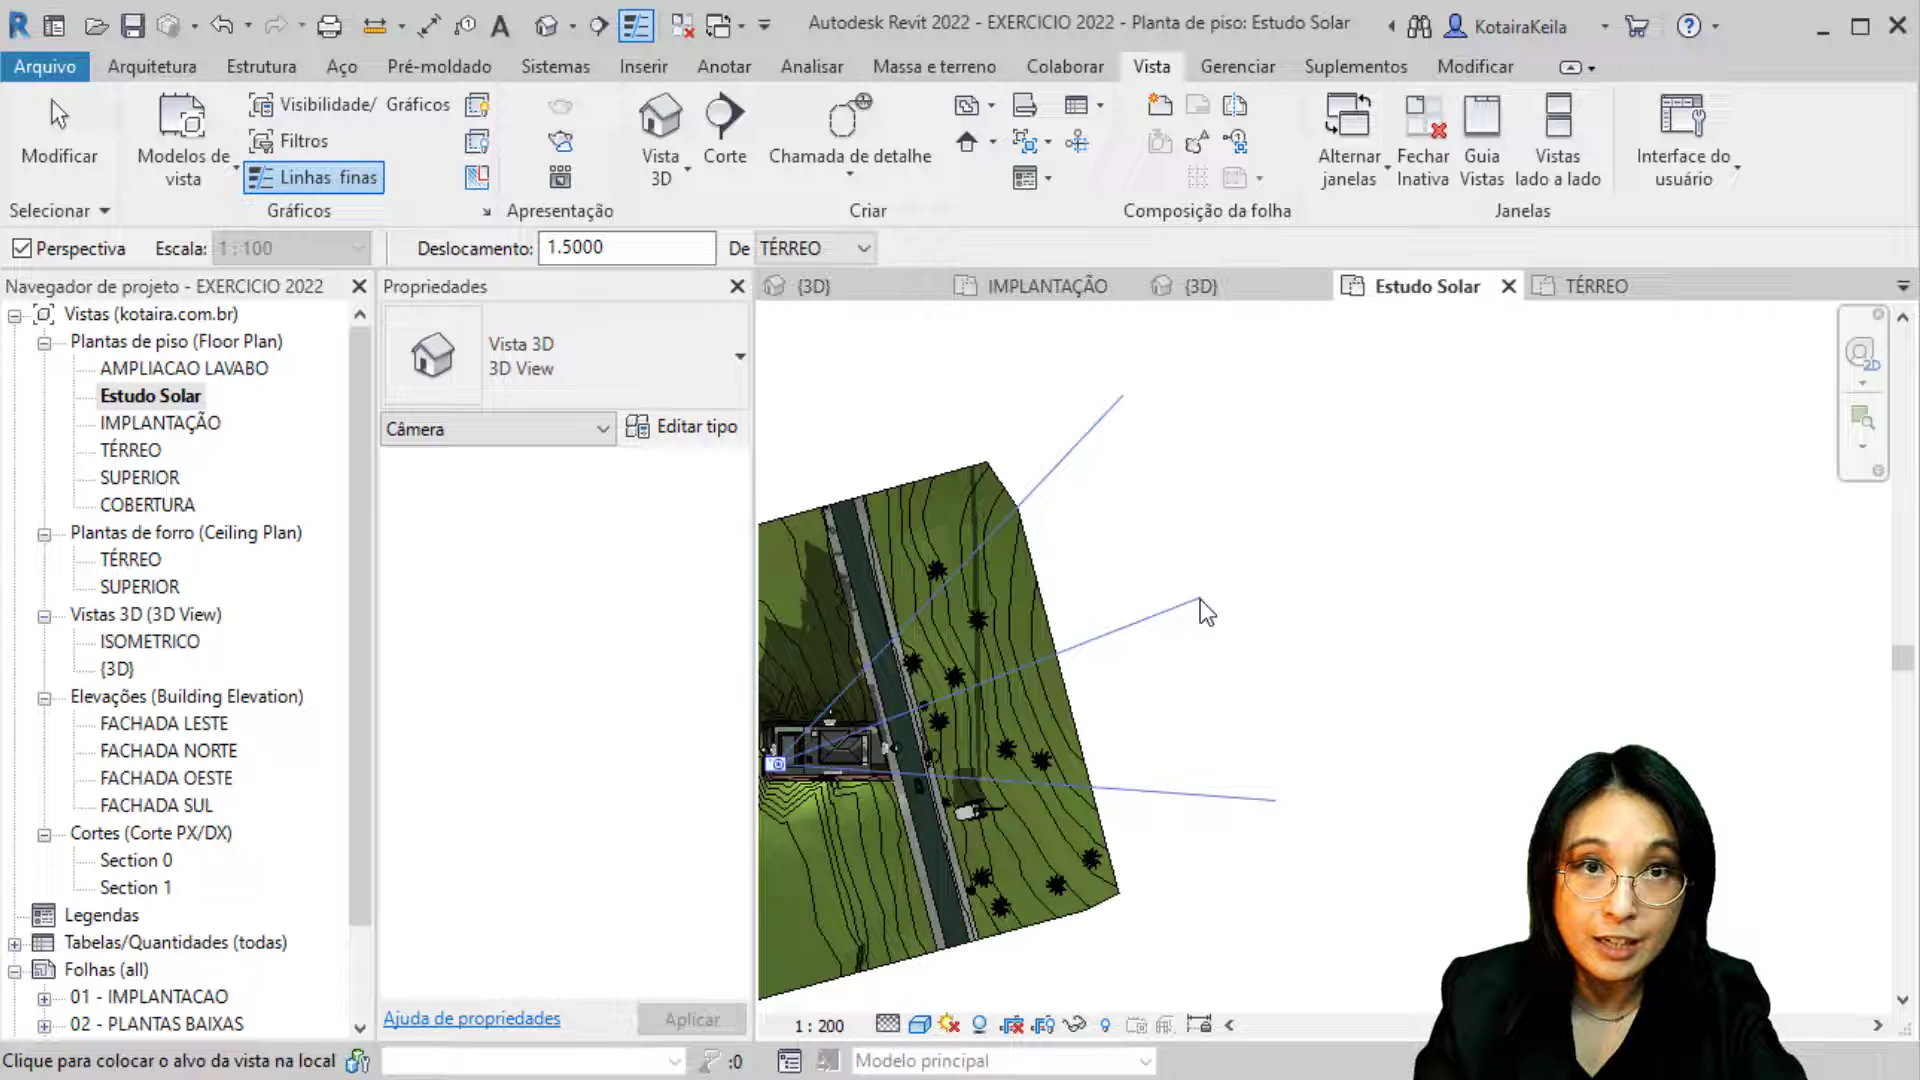 Autodesk Revit 2022 - EXERCICIO 2022 - Planta de piso: Estudo Solar
KotairaKeila
Arquivo Arquitetura Estrutura Aço Pré-moldado Sistemas Inserir Anotar Analisar Massa e terreno Colaborar Vista Gerenciar Suplementos Modificar
Modificar
Modelos de vista
Visibilidade/ Gráficos
Filtros
Linhas finas
Vista 3D
Corte
Chamada de detalhe
Alternar janelas
Fechar Inativa
Guia Vistas
Vistas lado a lado
Interface do usuário
Selecionar Gráficos Apresentação Criar Composição da folha Janelas
Perspectiva Escala: 1 : 100 Deslocamento: 1.5000 De TÉRREO
Navegador de projeto - EXERCICIO 2022
Vistas (kotaira.com.br)
Plantas de piso (Floor Plan)
AMPLIACAO LAVABO
Estudo Solar
IMPLANTAÇÃO
TÉRREO
SUPERIOR
COBERTURA
Plantas de forro (Ceiling Plan)
TÉRREO
SUPERIOR
Vistas 3D (3D View)
ISOMETRICO
{3D}
Elevações (Building Elevation)
FACHADA LESTE
FACHADA NORTE
FACHADA OESTE
FACHADA SUL
Cortes (Corte PX/DX)
Section 0
Section 1
Legendas
Tabelas/Quantidades (todas)
Folhas (all)
01 - IMPLANTACAO
02 - PLANTAS BAIXAS
Propriedades
Vista 3D
3D View
Câmera
Editar tipo
Ajuda de propriedades
Aplicar
{3D} IMPLANTAÇÃO {3D} Estudo Solar TÉRREO
2D
1 : 200
Clique para colocar o alvo da vista na local
:0
Modelo principal